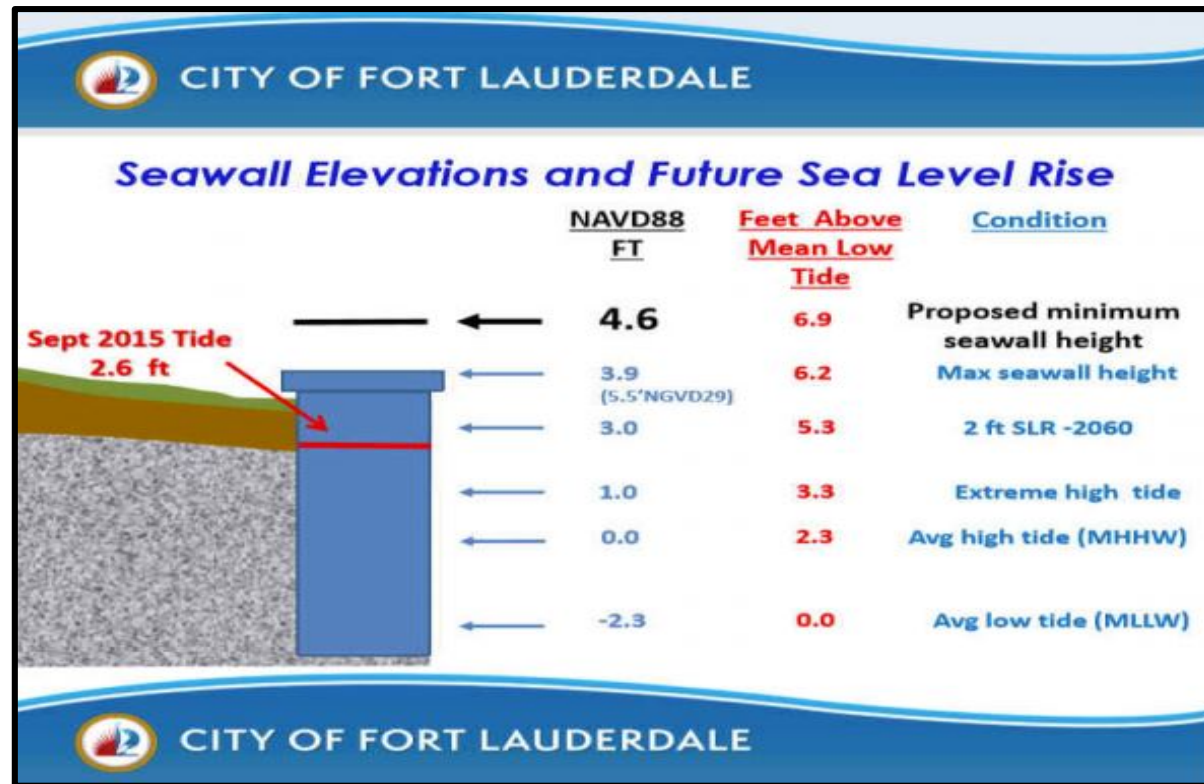 CITY OF FORT LAUDERDALE
Seawall Elevations and Future Sea Level Rise
NAVD88
FT
Feet Above
Mean Low
Tide
Condition
Sept 2015 Tide
2.6 ft
4.6
6.9
Proposed minimum
seawall height
3.9
(5.5'NGVD29)
6.2
Max seawall height
3.0
5.3
2 ft SLR -2060
1.0
3.3
Extreme high tide
0.0
2.3
Avg high tide (MHHW)
-2.3
0.0
Avg low tide (MLLW)
CITY OF FORT LAUDERDALE